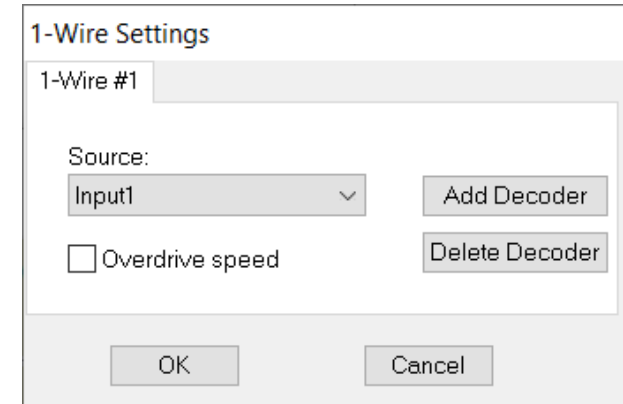 1-Wire Settings
1-Wire #1
Source:
Input1
Add Decoder
Overdrive speed
Delete Decoder
OK
Cancel